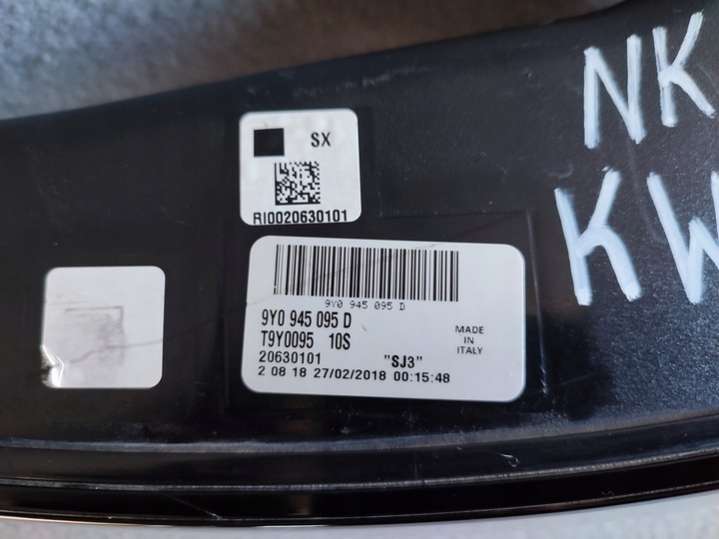 NK
KW
SX
RI0020630101
9Y0 945 095 D
9Y0 945 095 D
T9Y0095 10S
MADE
IN
ITALY
20630101 "SJ3"
2 08 18 27/02/2018 00:15:48